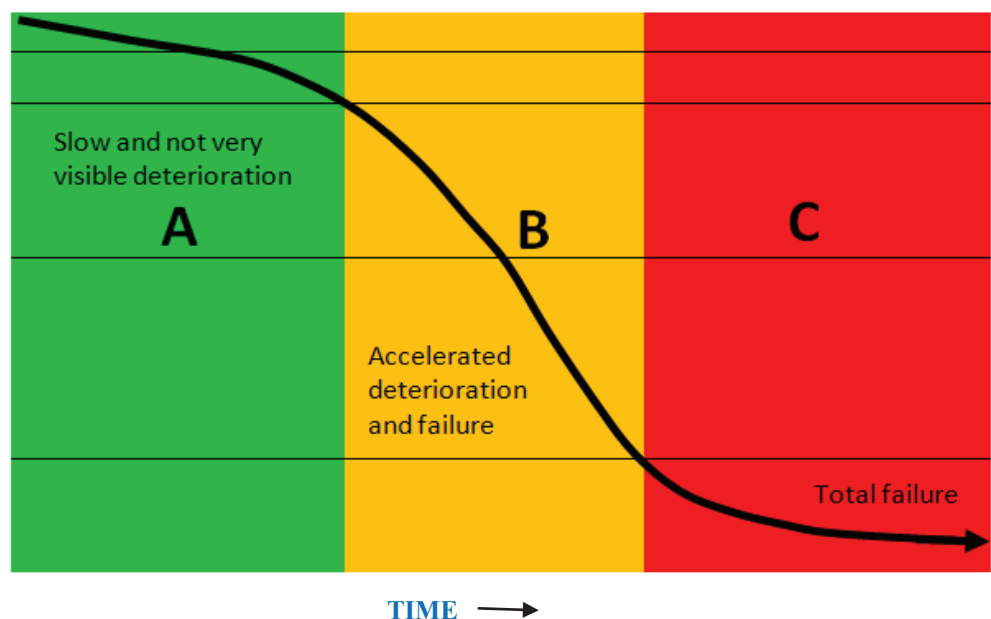 Slow and not very
visible deterioration
A
B
C
Accelerated
deterioration
and failure
Total failure
TIME